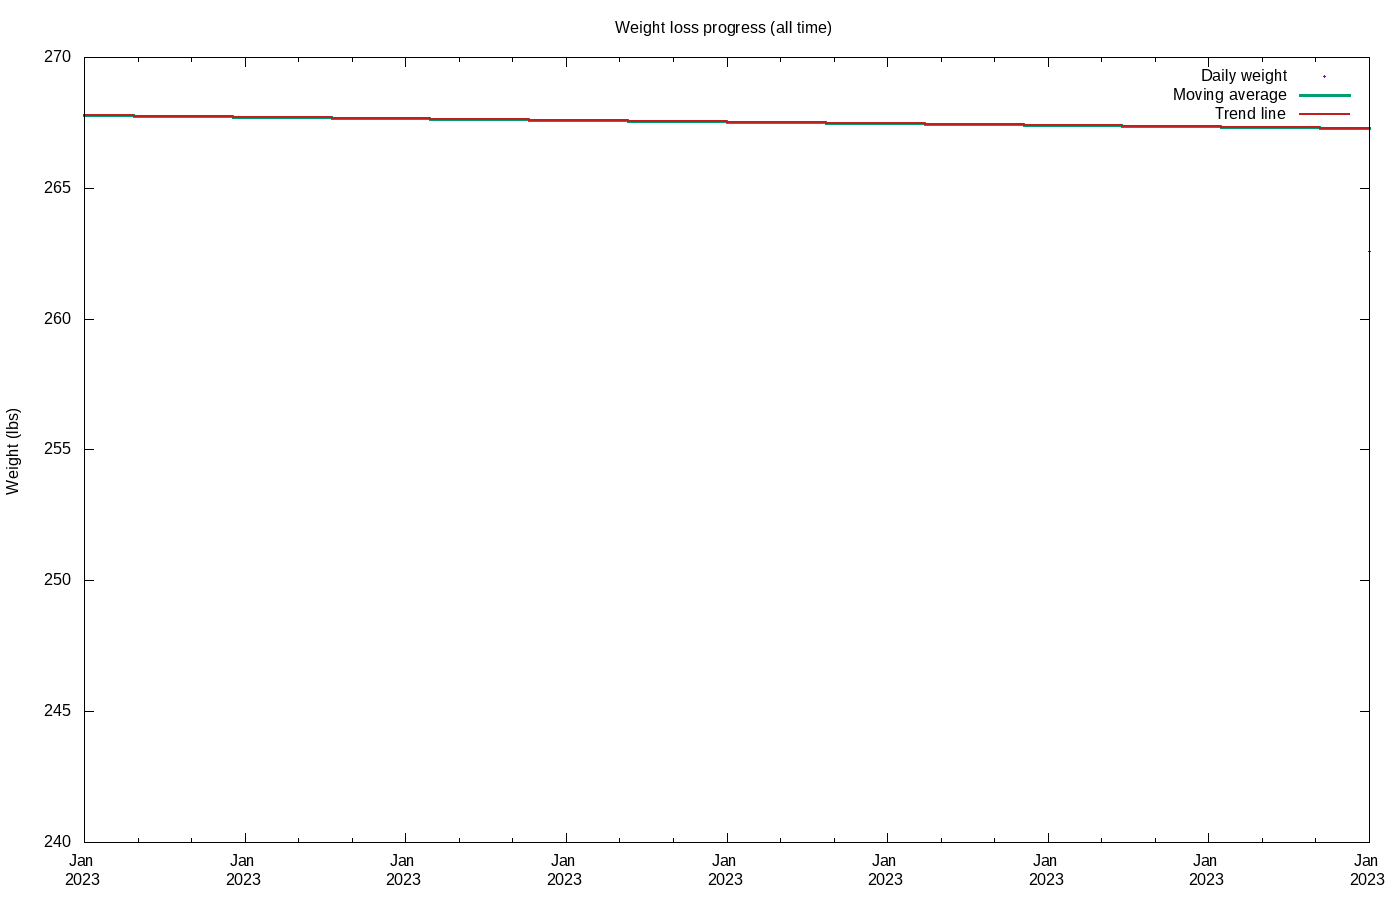 Weight loss progress (all time)
270
Daily weight
Moving average
Trend line
265
260
255
Weight (lbs)
250
245
240
Jan Jan Jan Jan Jan Jan Jan Jan Jan
2023 2023 2023 2023 2023 2023 2023 2023 2023